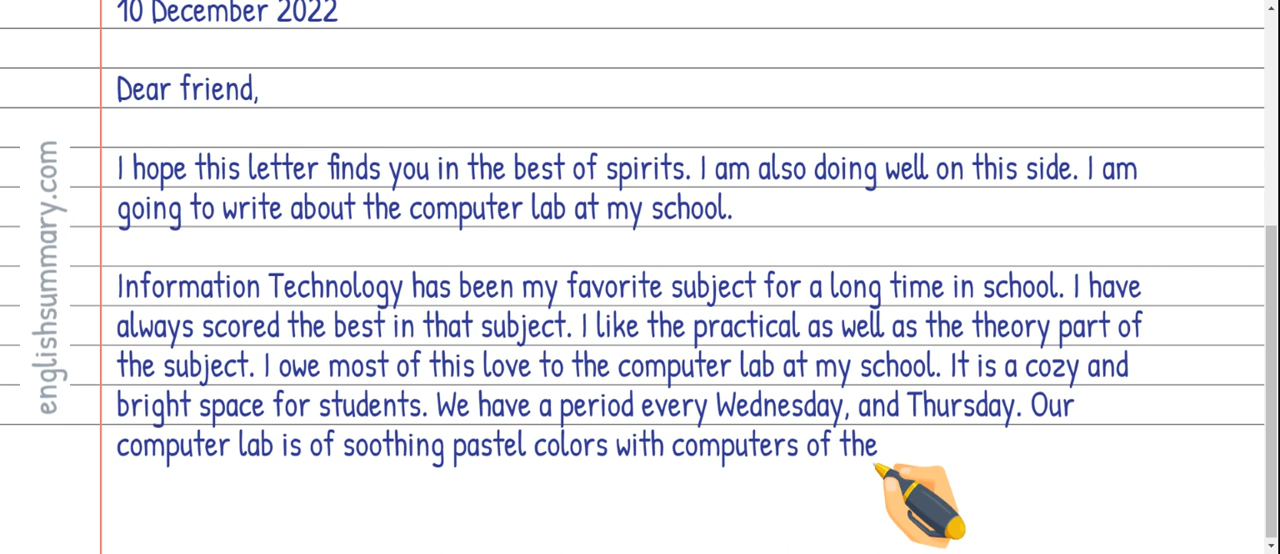 10 December 2022
Dear friend,
I hope this letter finds you in the best of spirits. I am also doing well on this side. I am
going to write about the computer lab at my school.
Information Technology has been my favorite subject for a long time in school. I have
always scored the best in that subject. I like the practical as well as the theory part of
the subject. I owe most of this love to the computer lab at my school. It is a cozy and
bright space for students. We have a period every Wednesday, and Thursday. Our
computer lab is of soothing pastel colors with computers of the
englishsummary.com